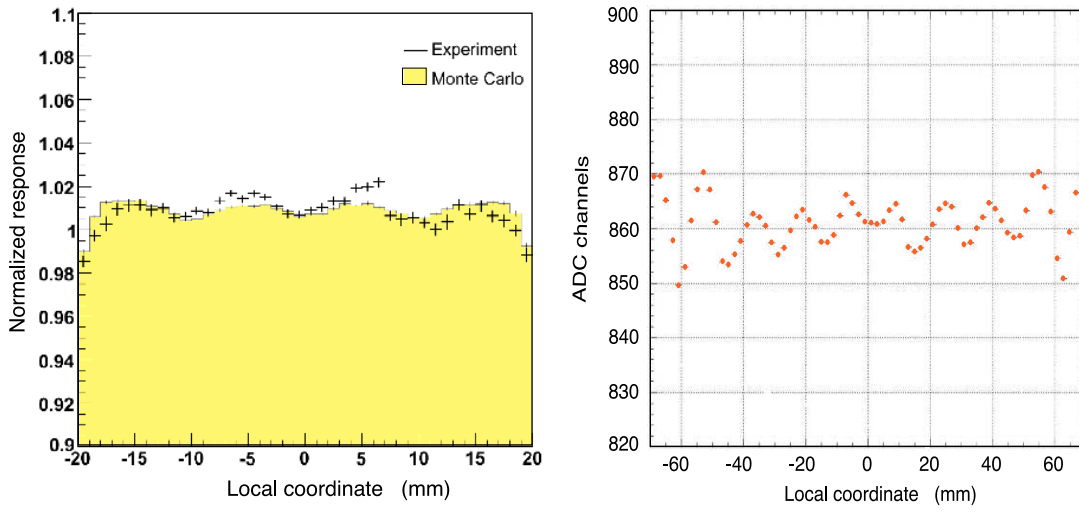 1.1
1.08
1.06
1.04
1.02
1
0.98
0.96
0.94
0.92
0.9
-20 -15 -10 -5 0 5 10 15 20
Normalized response
Local coordinate (mm)
Experiment
Monte Carlo
900
890
880
870
860
850
840
830
820
-60 -40 -20 0 20 40 60
ADC channels
Local coordinate (mm)